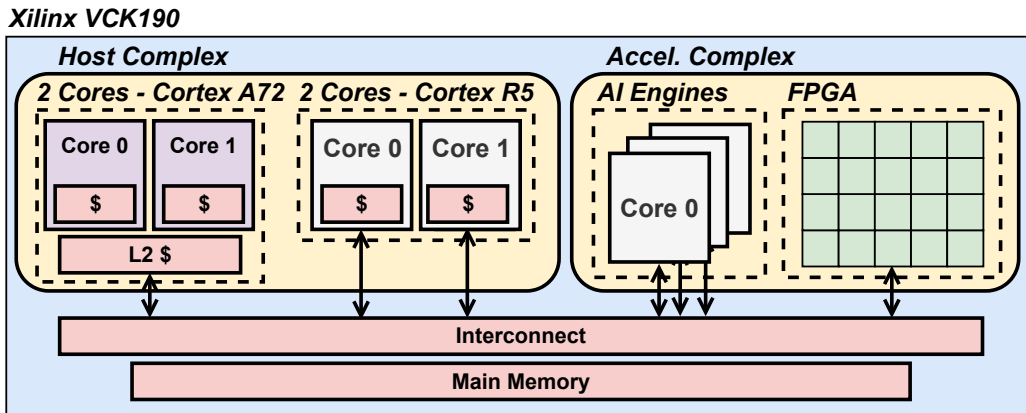 Xilinx VCK190
Host Complex
Accel. Complex
2 Cores - Cortex A72
2 Cores - Cortex R5
AI Engines
FPGA
Core 0
Core 1
$
$
L2 $
Core 0
Core 1
$
$
Core 0
Interconnect
Main Memory